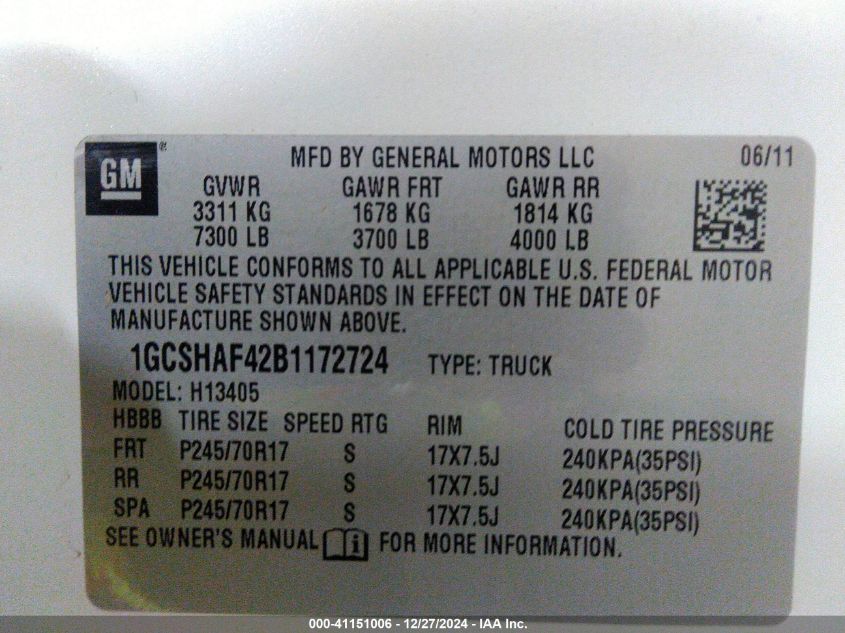 GM ® MFD BY GENERAL MOTORS LLC 06/11
GVWR GAWR FRT GAWR RR
3311 KG 1678 KG 1814 KG
7300 LB 3700 LB 4000 LB
THIS VEHICLE CONFORMS TO ALL APPLICABLE U.S. FEDERAL MOTOR
VEHICLE SAFETY STANDARDS IN EFFECT ON THE DATE OF
MANUFACTURE SHOWN ABOVE.
1GCSHAF42B1172724 TYPE: TRUCK
MODEL: H13405
HBBB TIRE SIZE SPEED RTG RIM COLD TIRE PRESSURE
FRT P245/70R17 S 17X7.5J 240KPA(35PSI)
RR P245/70R17 S 17X7.5J 240KPA(35PSI)
SPA P245/70R17 S 17X7.5J 240KPA(35PSI)
SEE OWNER'S MANUAL i FOR MORE INFORMATION.
000-41151006 - 12/27/2024 - IAA Inc.